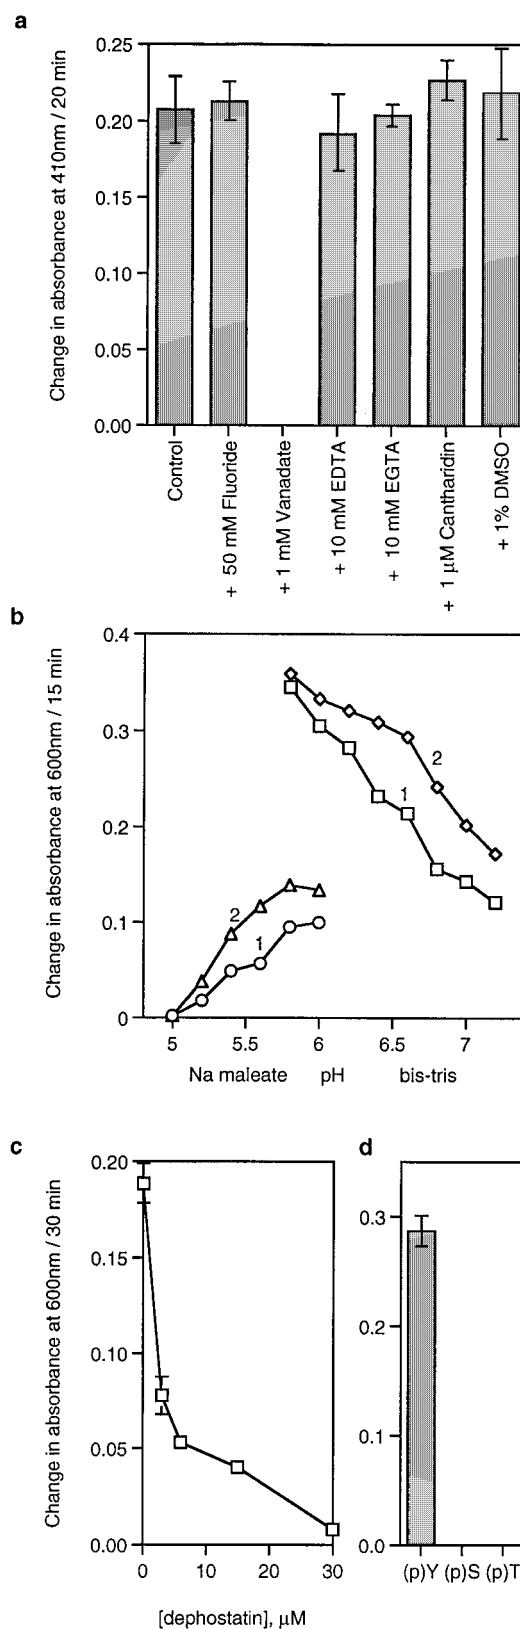 a
Change in absorbance at 410nm / 20 min
0.25
0.20
0.15
0.10
0.05
0.00
Control
+ 50 mM Fluoride
+ 1 mM Vanadate
+ 10 mM EDTA
+ 10 mM EGTA
+ 1 µM Cantharidin
+ 1% DMSO
b
Change in absorbance at 600nm / 15 min
0.4
0.3
0.2
0.1
0
2
1
2
1
5 5.5 6 6.5 7
Na maleate pH bis-tris
c
Change in absorbance at 600nm / 30 min
0.20
0.15
0.10
0.05
0.00
0 10 20 30
[dephostatin], µM
d
0.3
0.2
0.1
0.0
(p)Y (p)S (p)T